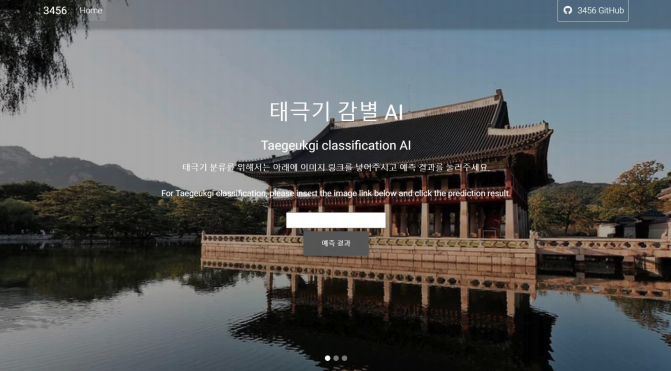 3456 Home 3456 GitHub
태극기 감별 AI
Taegeukgi classification AI
태극기 분류를 위해서는 아래에 이미지 링크를 넣어주시고 예측 결과를 눌러주세요
For Taegeukgi classification, please insert the image link below and click the prediction result.
예측 결과